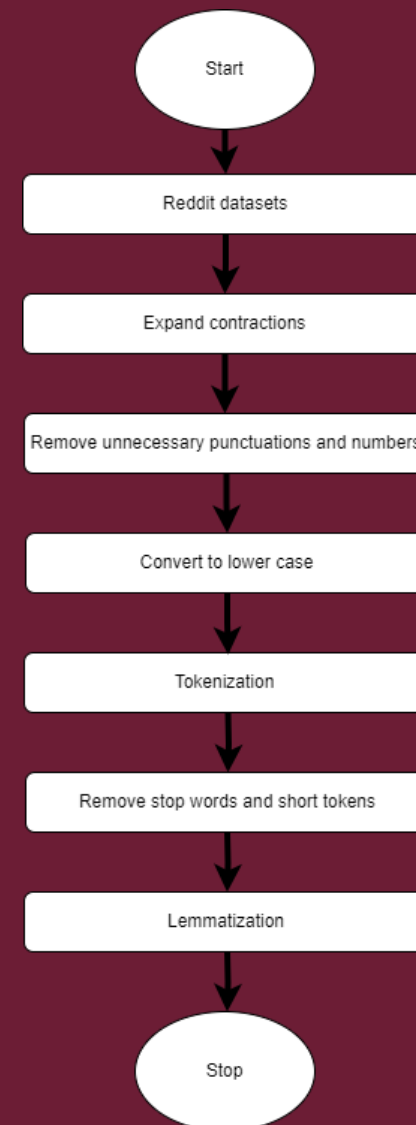 Start
Reddit datasets
Expand contractions
Remove unnecessary punctuations and numbers
Convert to lower case
Tokenization
Remove stop words and short tokens
Lemmatization
Stop